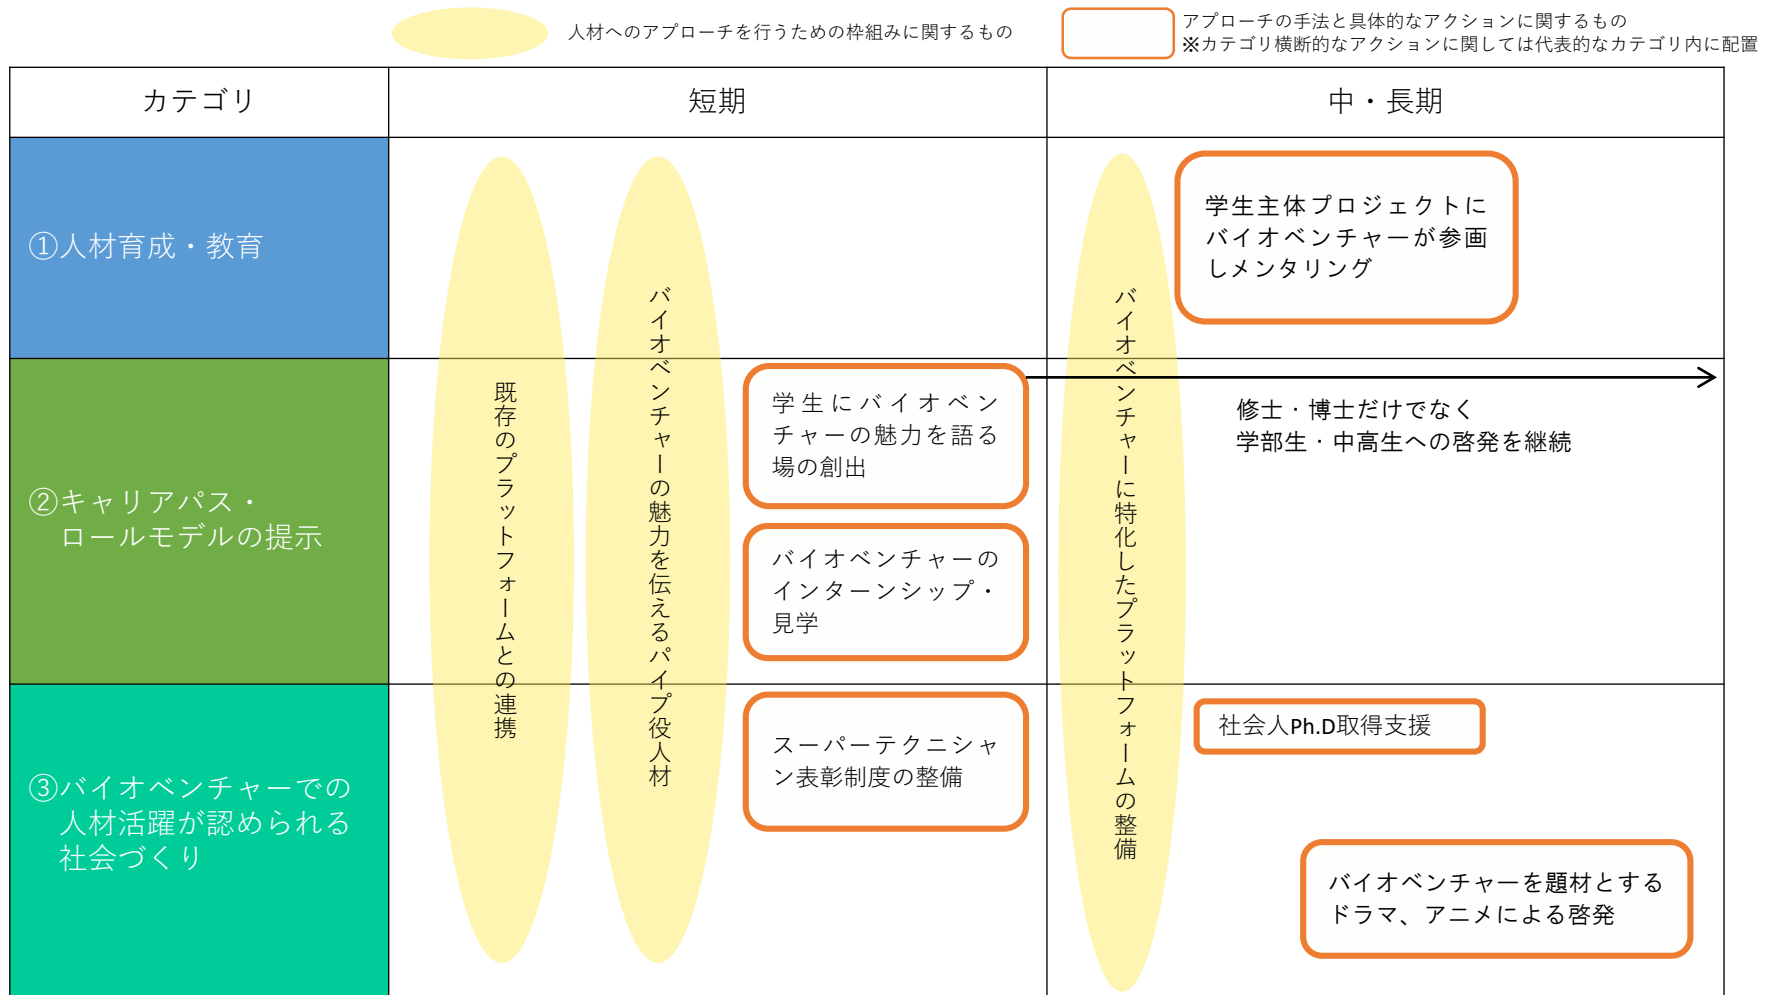 人材へのアプローチを行うための枠組みに関するもの
アプローチの手法と具体的なアクションに関するもの
※カテゴリ横断的なアクションに関しては代表的なカテゴリ内に配置
カテゴリ
短期
中・長期
①人材育成・教育
②キャリアパス・
ロールモデルの提示
③バイオベンチャーでの
人材活躍が認められる
社会づくり
既存のプラットフォームとの連携
バイオベンチャーの魅力を伝えるパイプ役人材
学生にバイオベン
チャーの魅力を語る
場の創出
バイオベンチャーの
インターンシップ・
見学
スーパーテクニシャ
ン表彰制度の整備
バイオベンチャーに特化したプラットフォームの整備
学生主体プロジェクトに
バイオベンチャーが参画
しメンタリング
修士・博士だけでなく
学部生・中高生への啓発を継続
社会人Ph.D取得支援
バイオベンチャーを題材とする
ドラマ、アニメによる啓発